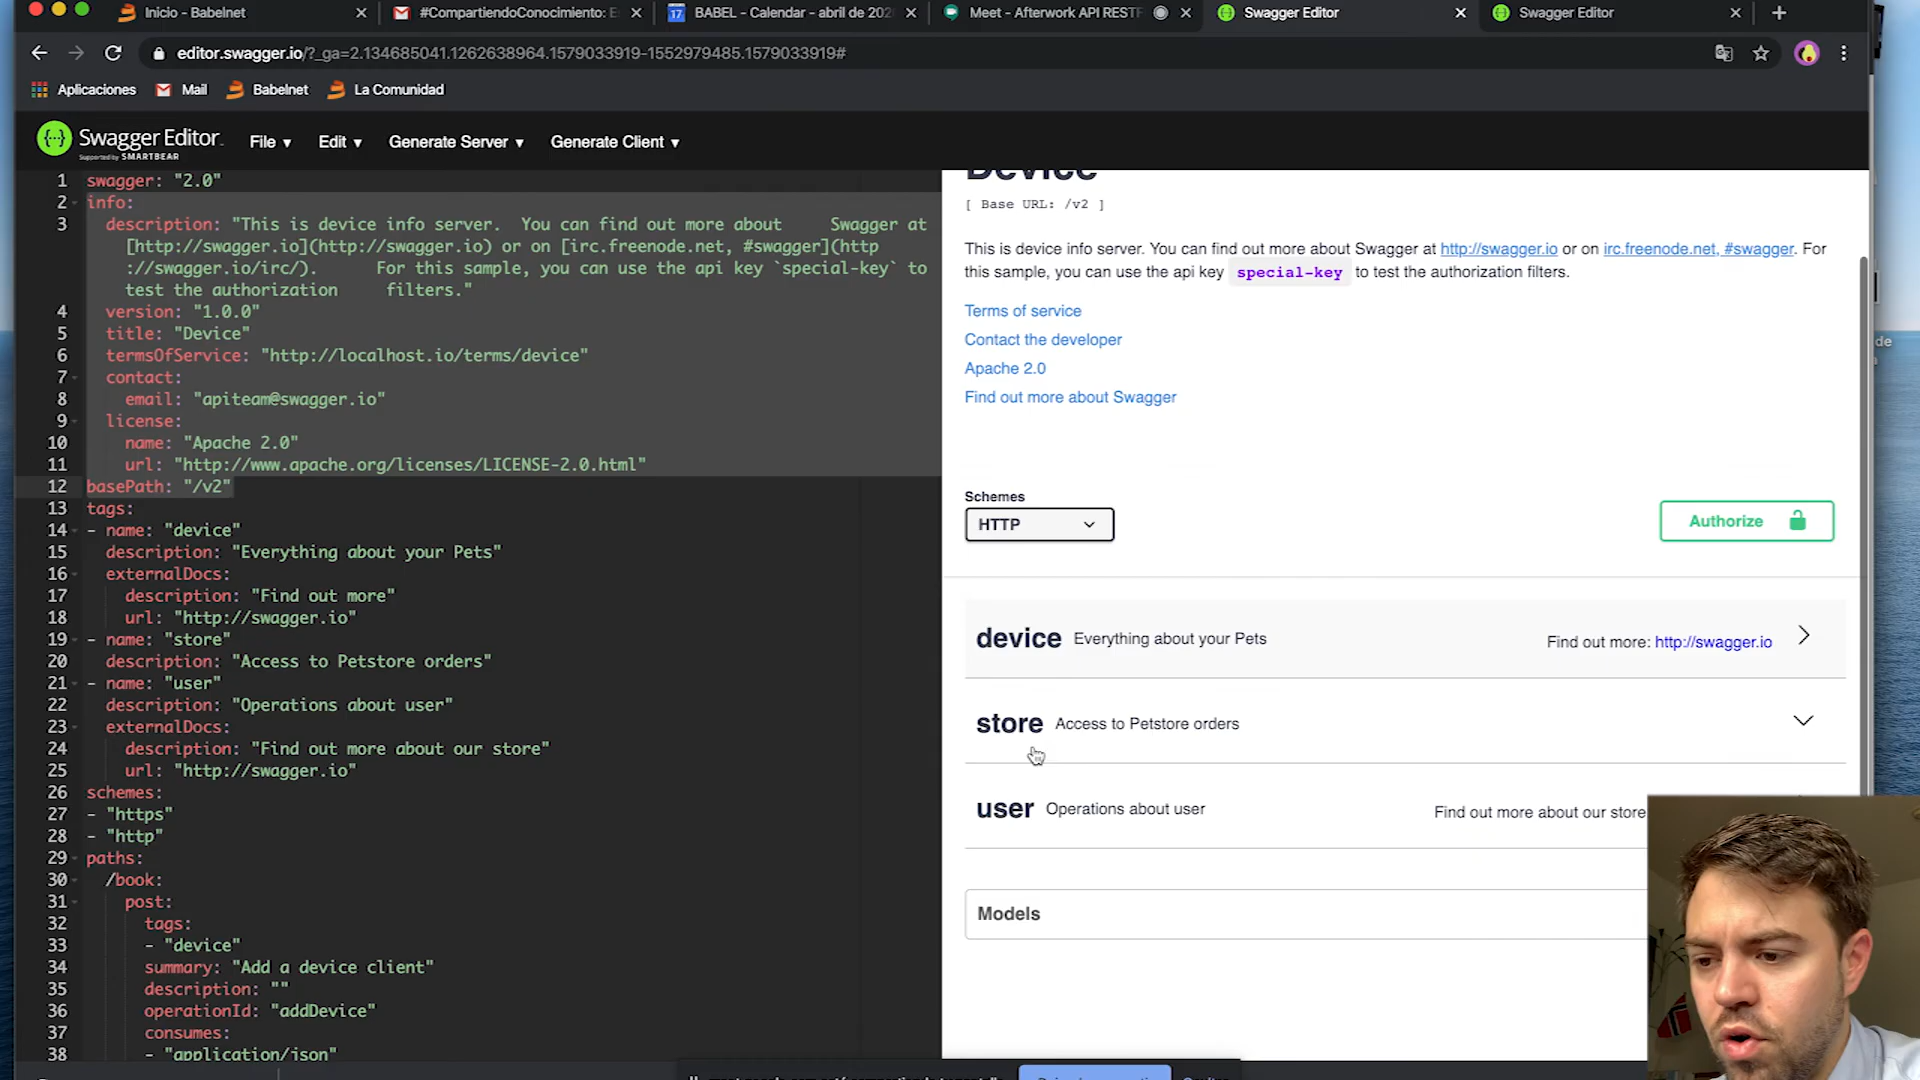 Inicio - Babelnet
#CompartiendoConocimiento: E
BABEL - Calendar - abril de 202
Meet - Afterwork API RESTF
Swagger Editor
Swagger Editor
editor.swagger.io/?_ga=2.134685041.1262638964.1579033919-1552979485.1579033919#
Aplicaciones
Mail
Babelnet
La Comunidad
Swagger Editor
Supported by SMARTBEAR
File
Edit
Generate Server
Generate Client
1 swagger: "2.0"
2 info:
3 description: "This is device info server. You can find out more about Swagger at
[http://swagger.io](http://swagger.io) or on [irc.freenode.net, #swagger](http
://swagger.io/irc/). For this sample, you can use the api key `special-key` to
test the authorization filters."
4 version: "1.0.0"
5 title: "Device"
6 termsOfService: "http://localhost.io/terms/device"
7 contact:
8 email: "apiteam@swagger.io"
9 license:
10 name: "Apache 2.0"
11 url: "http://www.apache.org/licenses/LICENSE-2.0.html"
12 basePath: "/v2"
13 tags:
14 - name: "device"
15 description: "Everything about your Pets"
16 externalDocs:
17 description: "Find out more"
18 url: "http://swagger.io"
19 - name: "store"
20 description: "Access to Petstore orders"
21 - name: "user"
22 description: "Operations about user"
23 externalDocs:
24 description: "Find out more about our store"
25 url: "http://swagger.io"
26 schemes:
27 - "https"
28 - "http"
29 paths:
30 /book:
31 post:
32 tags:
33 - "device"
34 summary: "Add a device client"
35 description: ""
36 operationId: "addDevice"
37 consumes:
38 - "application/json"
Device
[ Base URL: /v2 ]
This is device info server. You can find out more about Swagger at http://swagger.io or on irc.freenode.net, #swagger. For
this sample, you can use the api key special-key to test the authorization filters.
Terms of service
Contact the developer
Apache 2.0
Find out more about Swagger
Schemes
HTTP
Authorize
device Everything about your Pets
Find out more: http://swagger.io
store Access to Petstore orders
user Operations about user
Find out more about our store
Models
de